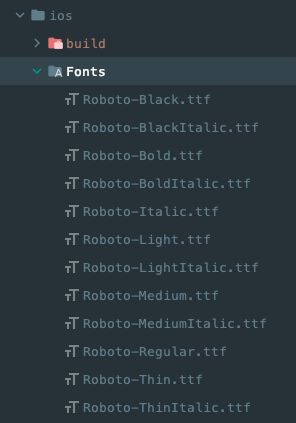 ios
build
Fonts
Roboto-Black.ttf
Roboto-BlackItalic.ttf
Roboto-Bold.ttf
Roboto-BoldItalic.ttf
Roboto-Italic.ttf
Roboto-Light.ttf
Roboto-LightItalic.ttf
Roboto-Medium.ttf
Roboto-MediumItalic.ttf
Roboto-Regular.ttf
Roboto-Thin.ttf
Roboto-ThinItalic.ttf